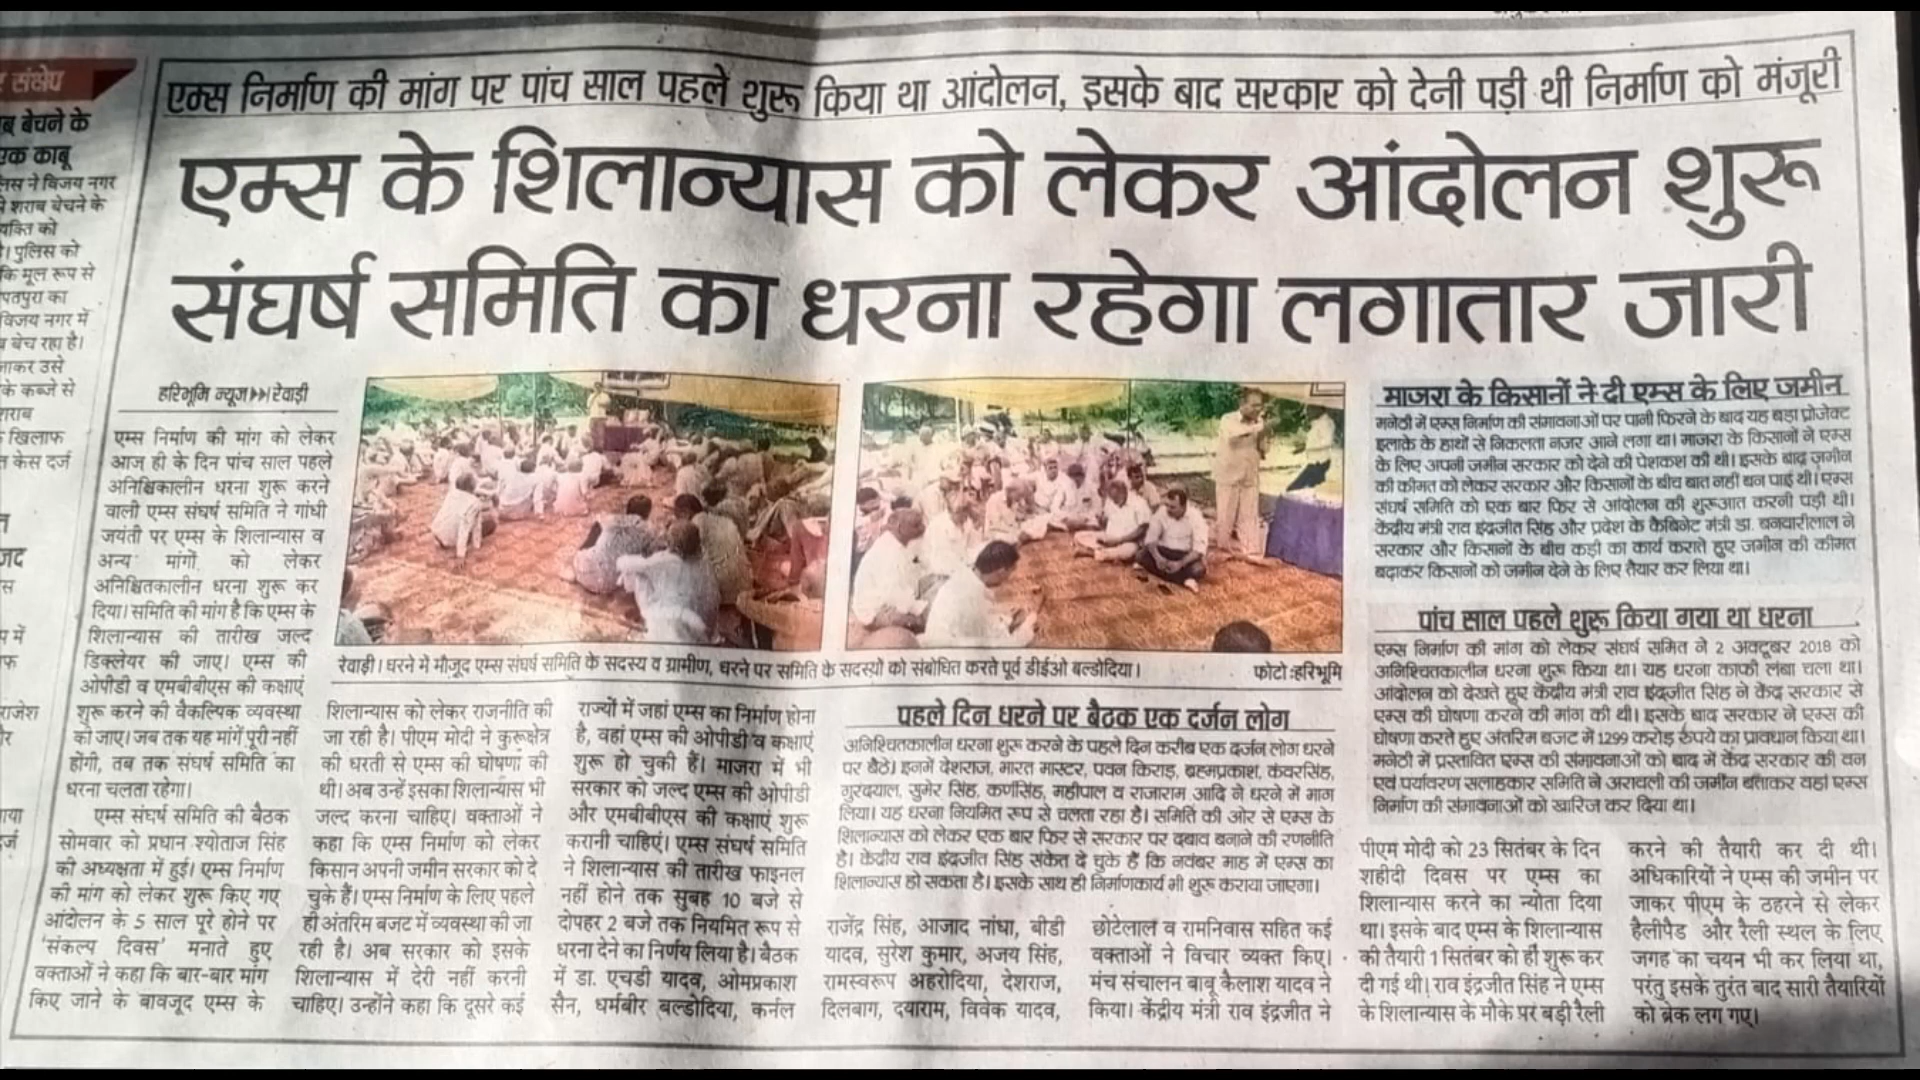 र संक्षेप
ब बेचने के
एक काबू
लिस ने विजय नगर
ने शराब बेचने के
यक्ति को
है। पुलिस को
कि मूल रूप से
पतपुरा का
विजय नगर में
ब बेच रहा है।
जाकर उसे
के कब्जे से
शराब
के खिलाफ
त केस दर्ज
राजेश
एम्स निर्माण की मांग पर पांच साल पहले शुरू किया था आंदोलन, इसके बाद सरकार को देनी पड़ी थी निर्माण को मंजूरी
एम्स के शिलान्यास को लेकर आंदोलन शुरू
संघर्ष समिति का धरना रहेगा लगातार जारी
हरिभूमि न्यूज▶▶रेवाड़ी
एम्स निर्माण की मांग को लेकर
आज ही के दिन पांच साल पहले
अनिश्चिकालीन धरना शुरू करने
वाली एम्स संघर्ष समिति ने गांधी
जयंती पर एम्स के शिलान्यास व
अन्य मांगों को लेकर
अनिश्चितकालीन धरना शुरू कर
दिया। समिति की मांग है कि एम्स के
शिलान्यास की तारीख जल्द
डिक्लेयर की जाए। एम्स की
ओपीडी व एमबीबीएस की कक्षाएं
शुरू करने की वैकल्पिक व्यवस्था
की जाए। जब तक यह मांगें पूरी नहीं
होंगी, तब तक संघर्ष समिति का
धरना चलता रहेगा।
एम्स संघर्ष समिति की बैठक
सोमवार को प्रधान श्योताज सिंह
की अध्यक्षता में हुई। एम्स निर्माण
की मांग को लेकर शुरू किए गए
आंदोलन के 5 साल पूरे होने पर
'संकल्प दिवस' मनाते हुए
वक्ताओं ने कहा कि बार-बार मांग
किए जाने के बावजूद एम्स के
रेवाड़ी। धरने में मौजूद एम्स संघर्ष समिति के सदस्य व ग्रामीण, धरने पर समिति के सदस्यों को संबोधित करते पूर्व डीईओ बल्डोदिया।
फोटो :हरिभूमि
शिलान्यास को लेकर राजनीति की
जा रही है। पीएम मोदी ने कुरूक्षेत्र
की धरती से एम्स की घोषणा की
थी। अब उन्हें इसका शिलान्यास भी
जल्द करना चाहिए। वक्ताओं ने
कहा कि एम्स निर्माण को लेकर
किसान अपनी जमीन सरकार को दे
चुके हैं। एम्स निर्माण के लिए पहले
ही अंतरिम बजट में व्यवस्था की जा
रही है। अब सरकार को इसके
शिलान्यास में देरी नहीं करनी
चाहिए। उन्होंने कहा कि दूसरे कई
राज्यों में जहां एम्स का निर्माण होना
है, वहां एम्स की ओपीडी व कक्षाएं
शुरू हो चुकी हैं। माजरा में भी
सरकार को जल्द एम्स की ओपीडी
और एमबीबीएस की कक्षाएं शुरू
करानी चाहिएं। एम्स संघर्ष समिति
ने शिलान्यास की तारीख फाइनल
नहीं होने तक सुबह 10 बजे से
दोपहर 2 बजे तक नियमित रूप से
धरना देने का निर्णय लिया है। बैठक
में डा. एचडी यादव, ओमप्रकाश
सैन, धर्मबीर बल्डोदिया, कर्नल
पहले दिन धरने पर बैठक एक दर्जन लोग
अनिश्चितकालीन धरना शुरू करने के पहले दिन करीब एक दर्जन लोग धरने
पर बैठे। इनमें देशराज, भारत मास्टर, पवन किराड़, ब्रह्मप्रकाश, कंवरसिंह,
गुरदयाल, सुमेर सिंह, कर्णसिंह, महीपाल व राजाराम आदि ने धरने में भाग
लिया। यह धरना नियमित रूप से चलता रहा है। समिति की ओर से एम्स के
शिलान्यास को लेकर एक बार फिर से सरकार पर दबाव बनाने की रणनीति
है। केंद्रीय राव इंद्रजीत सिंह संकेत दे चुके हैं कि नवंबर माह में एम्स का
शिलान्यास हो सकता है। इसके साथ ही निर्माणकार्य भी शुरू कराया जाएगा।
राजेंद्र सिंह, आजाद नांधा, बीडी
यादव, सुरेश कुमार, अजय सिंह,
रामस्वरूप अहरोदिया, देशराज,
दिलबाग, दयाराम, विवेक यादव,
छोटेलाल व रामनिवास सहित कई
वक्ताओं ने विचार व्यक्त किए।
मंच संचालन बाबू कैलाश यादव ने
किया। केंद्रीय मंत्री राव इंद्रजीत ने
माजरा के किसानों ने दी एम्स के लिए जमीन
मनेठी में एम्स निर्माण की संभावनाओं पर पानी फिरने के बाद यह बड़ा प्रोजेक्ट
इलाके के हाथों से निकलता नजर आने लगा था। माजरा के किसानों ने एम्स
के लिए अपनी जमीन सरकार को देने की पेशकश की थी। इसके बाद जमीन
की कीमत को लेकर सरकार और किसानों के बीच बात नहीं बन पाई थी। एम्स
संघर्ष समिति को एक बार फिर से आंदोलन की शुरूआत करनी पड़ी थी।
केंद्रीय मंत्री राव इंद्रजीत सिंह और प्रदेश के कैबिनेट मंत्री डा. बनवारीलाल ने
सरकार और किसानों के बीच कड़ी का कार्य कराते हुए जमीन की कीमत
बढ़ाकर किसानों को जमीन देने के लिए तैयार कर लिया था।
पांच साल पहले शुरू किया गया था धरना
एम्स निर्माण की मांग को लेकर संघर्ष समित ने 2 अक्टूबर 2018 को
अनिश्चितकालीन धरना शुरू किया था। यह धरना काफी लंबा चला था।
आंदोलन को देखते हुए केंद्रीय मंत्री राव इंद्रजीत सिंह ने केंद्र सरकार से
एम्स की घोषणा करने की मांग की थी। इसके बाद सरकार ने एम्स की
घोषणा करते हुए अंतरिम बजट में 1299 करोड़ रुपये का प्रावधान किया था।
मनेठी में प्रस्तावित एम्स की संभावनाओं को बाद में केंद्र सरकार की वन
एवं पर्यावरण सलाहकार समिति ने अरावली की जमीन बताकर वहां एम्स
निर्माण की संभावनाओं को खारिज कर दिया था।
पीएम मोदी को 23 सितंबर के दिन
शहीदी दिवस पर एम्स का
शिलान्यास करने का न्योता दिया
था। इसके बाद एम्स के शिलान्यास
की तैयारी 1 सितंबर को ही शुरू कर
दी गई थी। राव इंद्रजीत सिंह ने एम्स
के शिलान्यास के मौके पर बड़ी रैली
करने की तैयारी कर दी थी।
अधिकारियों ने एम्स की जमीन पर
जाकर पीएम के ठहरने से लेकर
हैलीपैड और रैली स्थल के लिए
जगह का चयन भी कर लिया था,
परंतु इसके तुरंत बाद सारी तैयारियों
को ब्रेक लग गए।